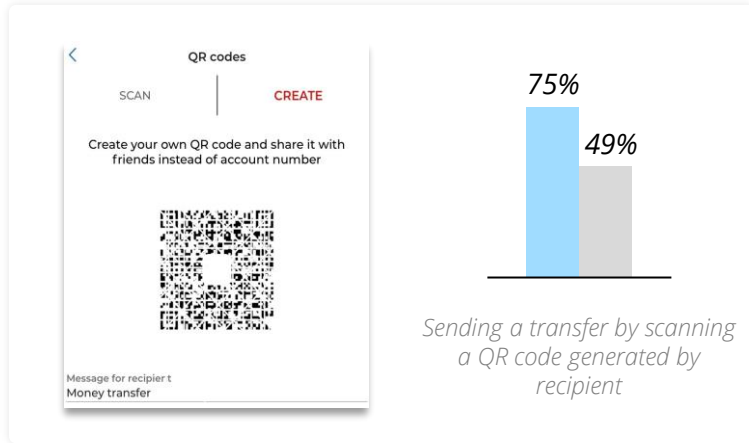 QR codes
SCAN
CREATE
Create your own QR code and share it with
friends instead of account number
Message for recipier t
Money transfer
75%
49%
Sending a transfer by scanning
a QR code generated by
recipient